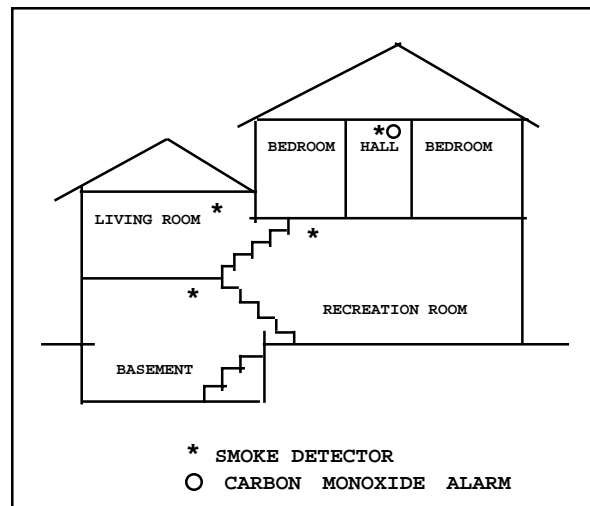 BEDROOM HALL BEDROOM
LIVING ROOM
RECREATION ROOM
BASEMENT
* SMOKE DETECTOR
CARBON MONOXIDE ALARM